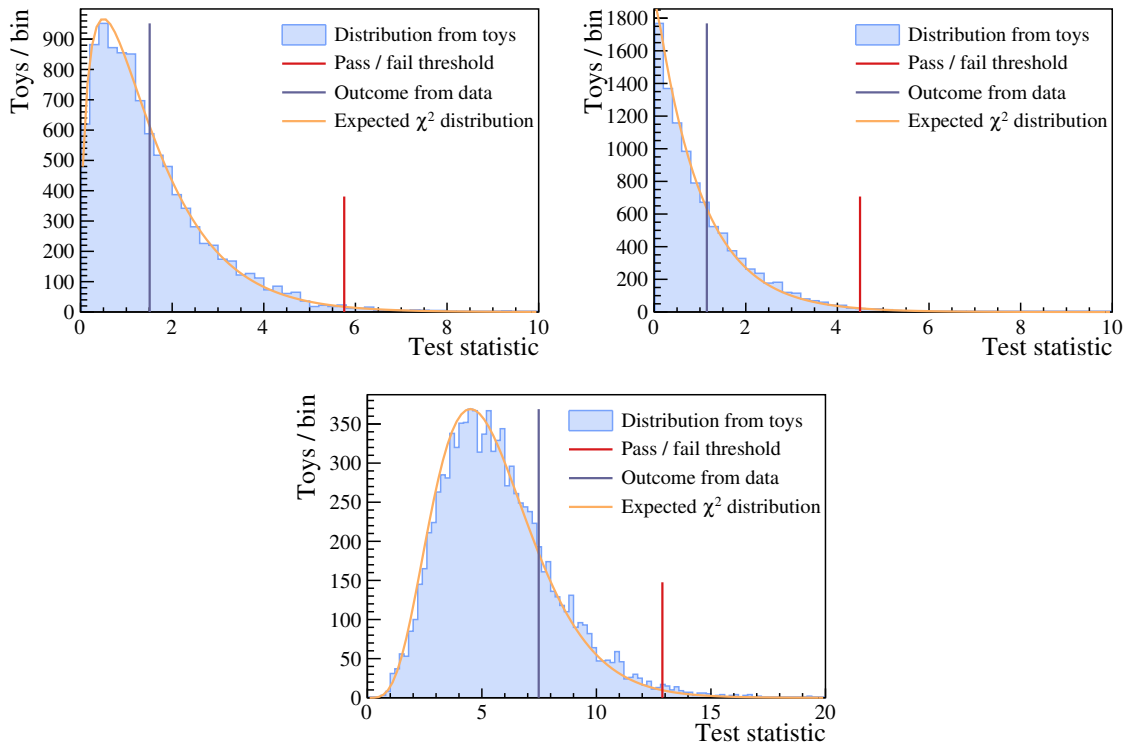 Toys / bin
900
800
700
600
500
400
300
200
100
0
0 2 4 6 8 10
Test statistic
Distribution from toys
Pass / fail threshold
Outcome from data
Expected χ² distribution
Toys / bin
1800
1600
1400
1200
1000
800
600
400
200
0
0 2 4 6 8 10
Test statistic
Distribution from toys
Pass / fail threshold
Outcome from data
Expected χ² distribution
Toys / bin
350
300
250
200
150
100
50
0
0 5 10 15 20
Test statistic
Distribution from toys
Pass / fail threshold
Outcome from data
Expected χ² distribution